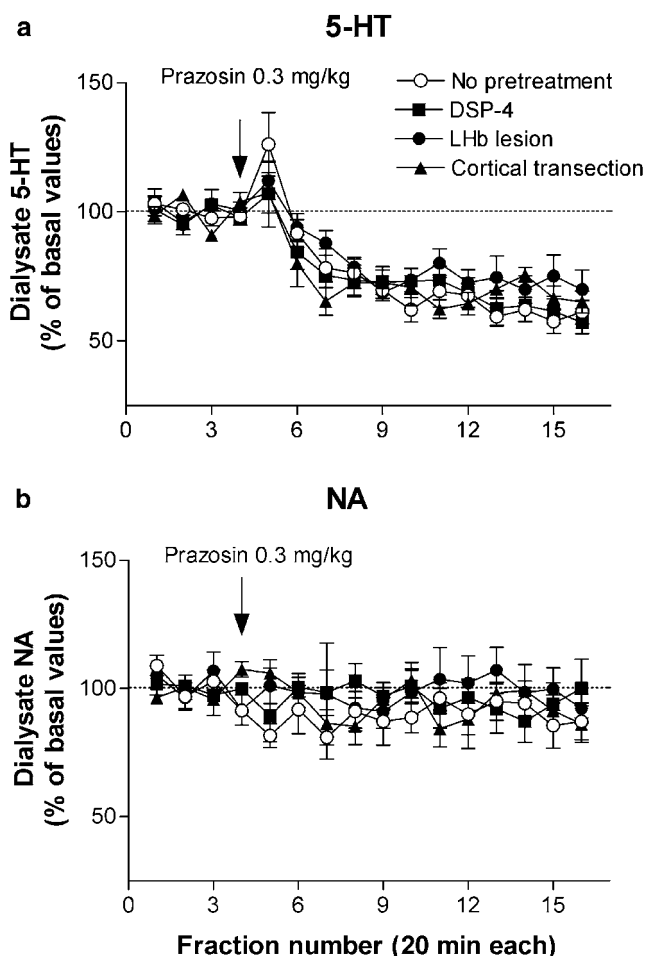 a
5-HT
Prazosin 0.3 mg/kg
No pretreatment
DSP-4
LHb lesion
Cortical transection
Dialysate 5-HT
(% of basal values)
150
100
50
0 3 6 9 12 15
b
NA
Prazosin 0.3 mg/kg
Dialysate NA
(% of basal values)
150
100
50
0 3 6 9 12 15
Fraction number (20 min each)